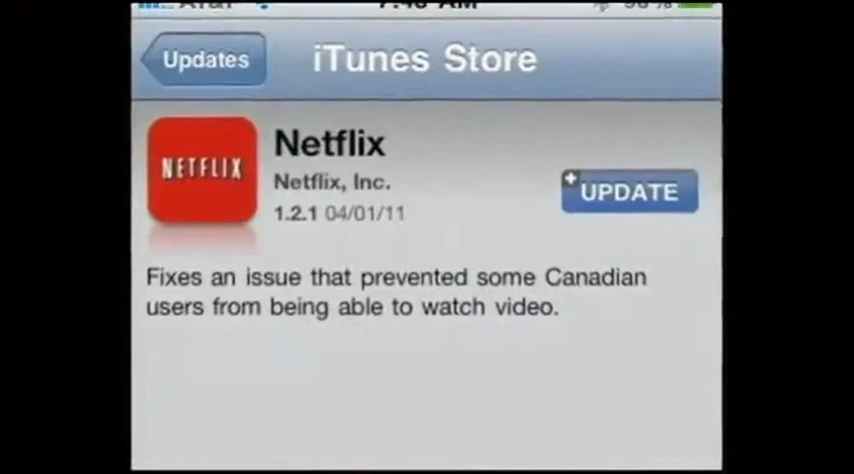 Updates
iTunes Store
NETFLIX
Netflix
Netflix, Inc.
1.2.1 04/01/11
UPDATE
Fixes an issue that prevented some Canadian
users from being able to watch video.